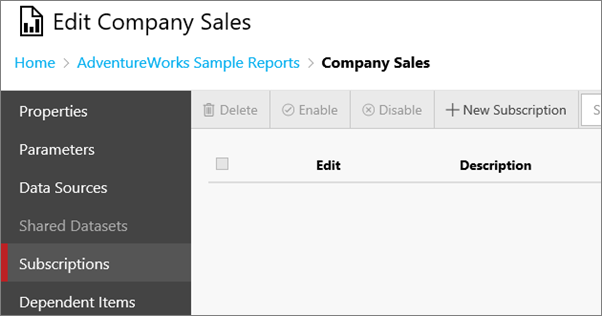 Edit Company Sales
Home > AdventureWorks Sample Reports > Company Sales
Properties
Parameters
Data Sources
Shared Datasets
Subscriptions
Dependent Items
Delete Enable Disable + New Subscription S
Edit Description